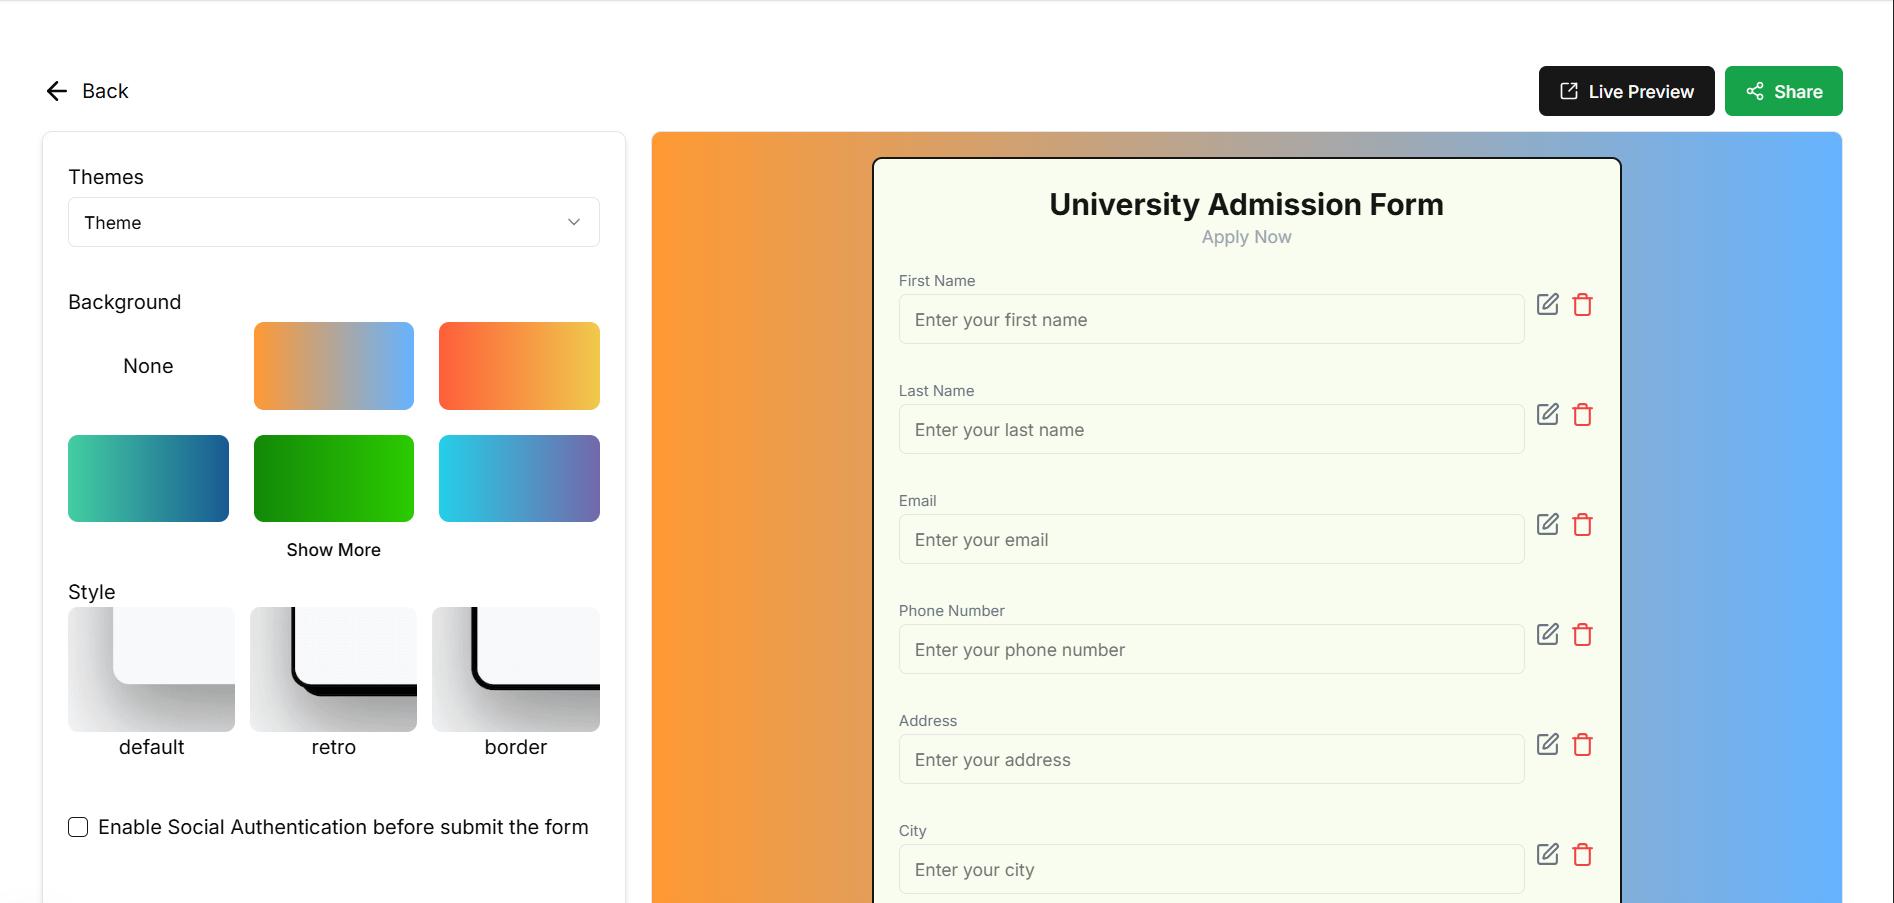 Back
Live Preview
Share
Themes
Theme
Background
None
Show More
Style
default
retro
border
Enable Social Authentication before submit the form
University Admission Form
Apply Now
First Name
Enter your first name
Last Name
Enter your last name
Email
Enter your email
Phone Number
Enter your phone number
Address
Enter your address
City
Enter your city